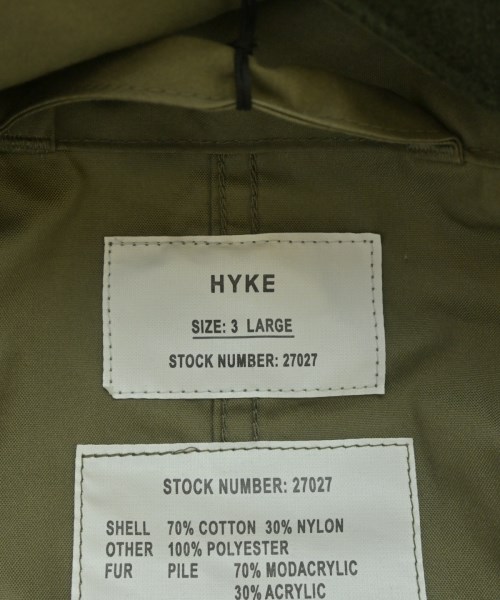 HYKE
SIZE: 3 LARGE
STOCK NUMBER: 27027
STOCK NUMBER: 27027
SHELL 70% COTTON 30% NYLON
OTHER 100% POLYESTER
FUR PILE 70% MODACRYLIC
30% ACRYLIC